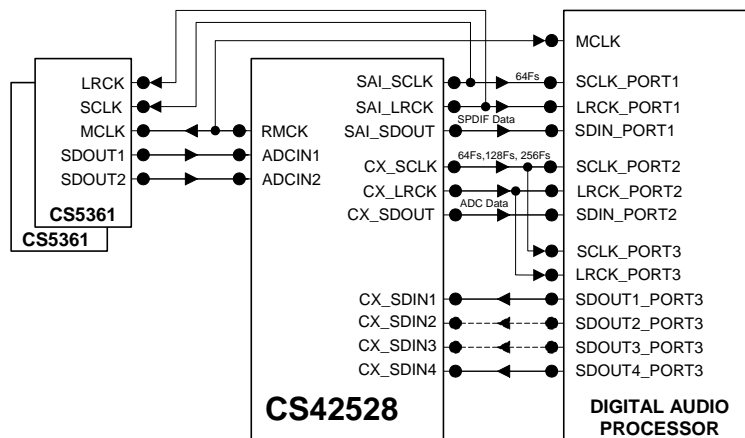 LRCK
SCLK
MCLK
SDOUT1
SDOUT2
CS5361
CS5361
RMCK
ADCIN1
ADCIN2
SAI_SCLK
SAI_LRCK
SAI_SDOUT
CX_SCLK
CX_LRCK
CX_SDOUT
CX_SDIN1
CX_SDIN2
CX_SDIN3
CX_SDIN4
CS42528
64Fs
SPDIF Data
64Fs,128Fs, 256Fs
ADC Data
MCLK
SCLK_PORT1
LRCK_PORT1
SDIN_PORT1
SCLK_PORT2
LRCK_PORT2
SDIN_PORT2
SCLK_PORT3
LRCK_PORT3
SDOUT1_PORT3
SDOUT2_PORT3
SDOUT3_PORT3
SDOUT4_PORT3
DIGITAL AUDIO
PROCESSOR